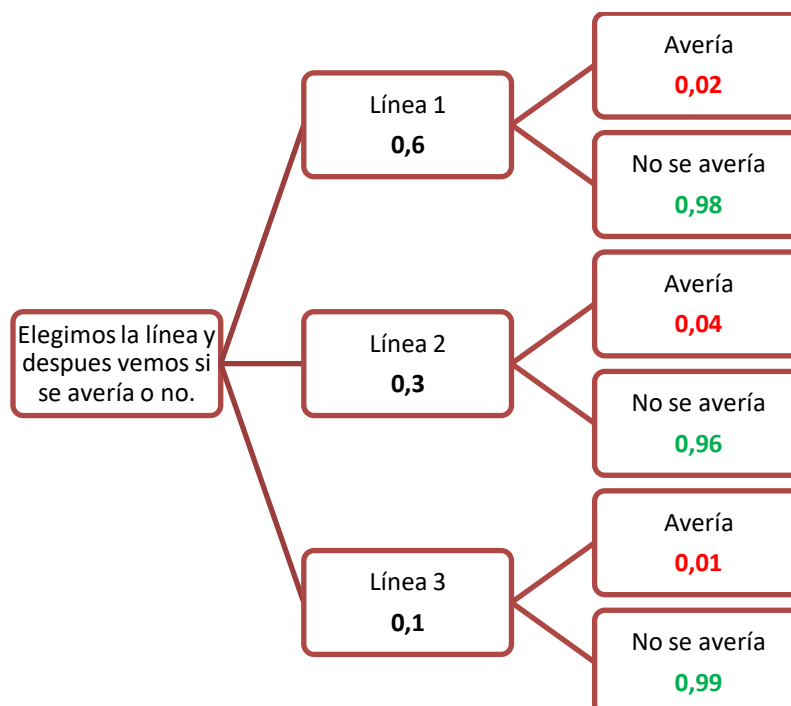 Elegimos la línea y
despues vemos si
se avería o no.
Línea 1
0,6
Avería
0,02
No se avería
0,98
Línea 2
0,3
Avería
0,04
No se avería
0,96
Línea 3
0,1
Avería
0,01
No se avería
0,99